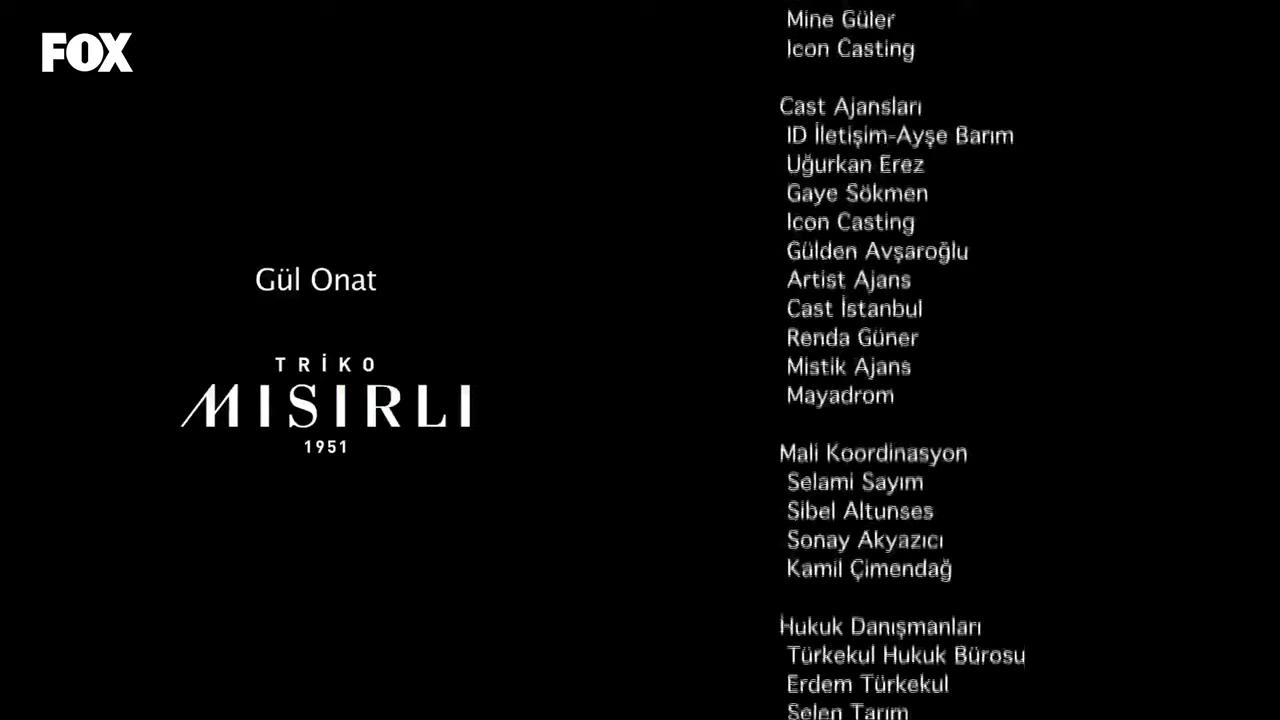 FOX
Gül Onat
TRİKO
MISIRLI
1951
Mine Güler
Icon Casting
Cast Ajansları
ID İletişim-Ayşe Barım
Uğurkan Erez
Gaye Sökmen
Icon Casting
Gülden Avşaroğlu
Artist Ajans
Cast İstanbul
Renda Güner
Mistik Ajans
Mayadrom
Mali Koordinasyon
Selami Sayım
Sibel Altunses
Sonay Akyazıcı
Kamil Çimendağ
Hukuk Danışmanları
Türkekul Hukuk Bürosu
Erdem Türkekul
Selen Tarım